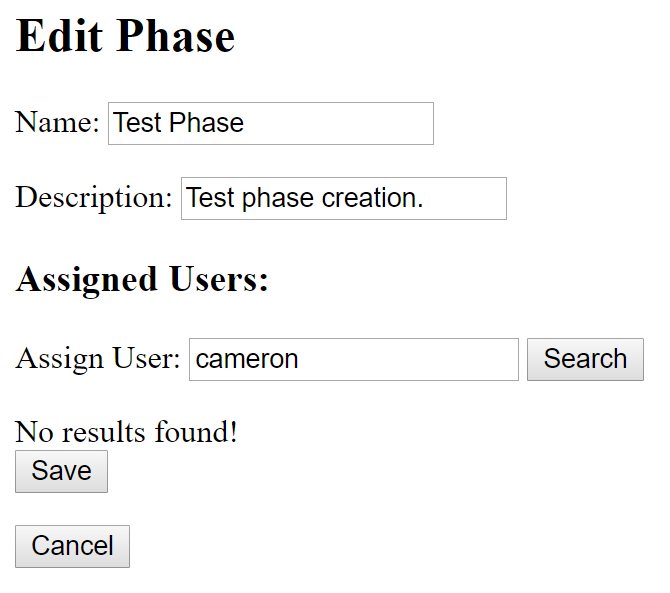 Edit Phase
Name: Test Phase
Description: Test phase creation.
Assigned Users:
Assign User: cameron Search
No results found!
Save
Cancel